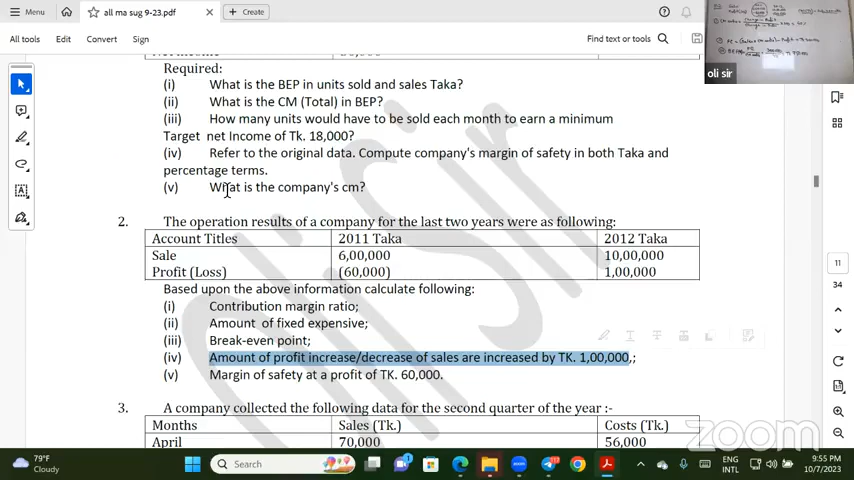 Menu
all ma sug 9-23.pdf
Create
All tools Edit Convert Sign
Find text or tools
oli sir
Required:
(i) What is the BEP in units sold and sales Taka?
(ii) What is the CM (Total) in BEP?
(iii) How many units would have to be sold each month to earn a minimum
Target net Income of Tk. 18,000?
(iv) Refer to the original data. Compute company's margin of safety in both Taka and
percentage terms.
(v) What is the company's cm?
2. The operation results of a company for the last two years were as following:
Account Titles 2011 Taka 2012 Taka
Sale 6,00,000 10,00,000
Profit (Loss) (60,000) 1,00,000
Based upon the above information calculate following:
(i) Contribution margin ratio;
(ii) Amount of fixed expensive;
(iii) Break-even point;
(iv) Amount of profit increase/decrease of sales are increased by TK. 1,00,000,;
(v) Margin of safety at a profit of TK. 60,000.
3. A company collected the following data for the second quarter of the year :-
Months Sales (Tk.) Costs (Tk.)
April 70,000 56,000
Oli Sir
11
34
zoom
79°F
Cloudy
Search
ENG
INTL
9:55 PM
10/7/2023